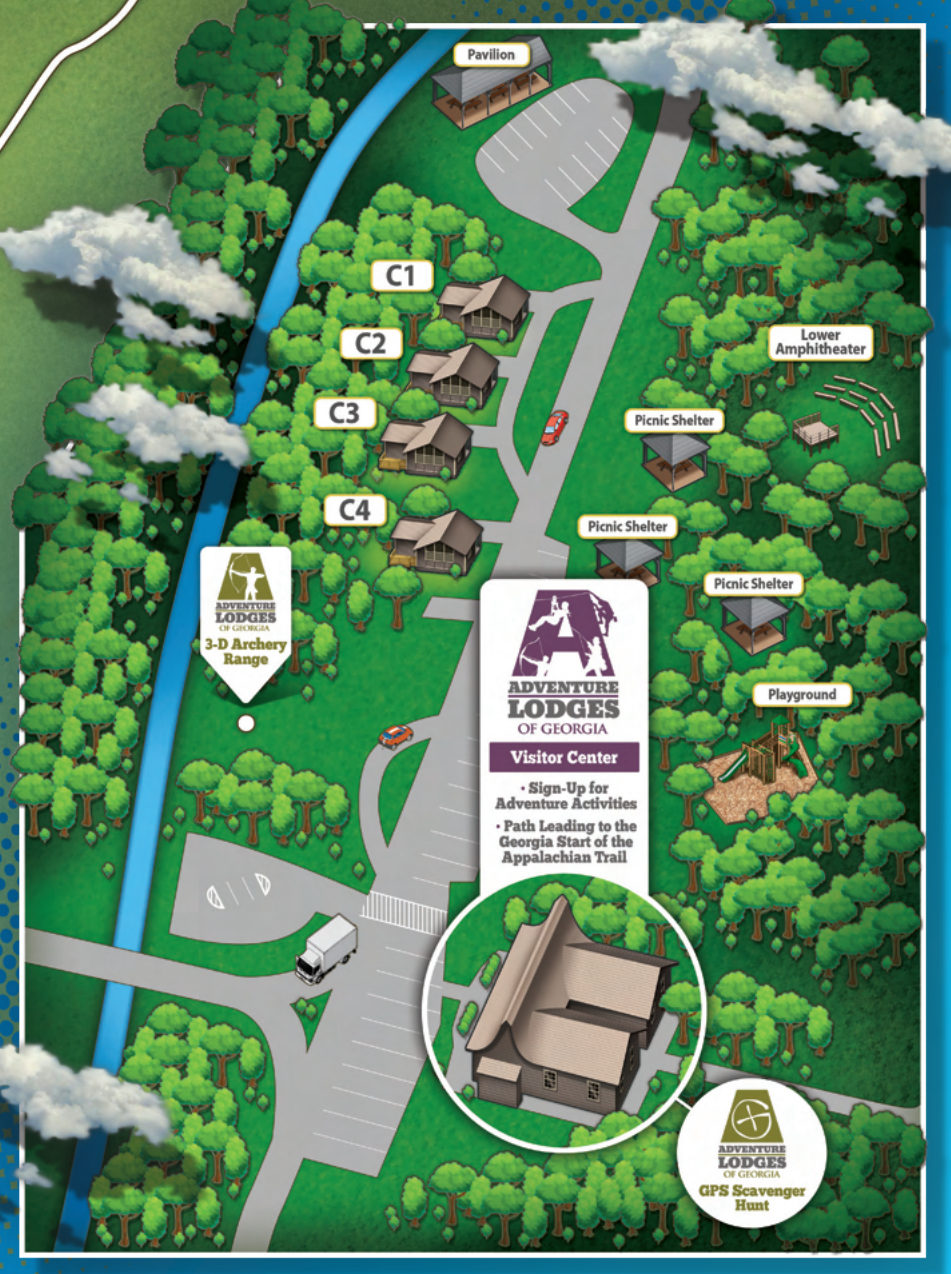 Pavilion
C1
C2
Lower
Amphitheater
C3
Picnic Shelter
C4
Picnic Shelter
ADVENTURE
LODGES
OF GEORGIA
3-D Archery
Range
Picnic Shelter
ADVENTURE
LODGES
OF GEORGIA
Visitor Center
• Sign-Up for
Adventure Activities
• Path Leading to the
Georgia Start of the
Appalachian Trail
Playground
ADVENTURE
LODGES
OF GEORGIA
GPS Scavenger
Hunt